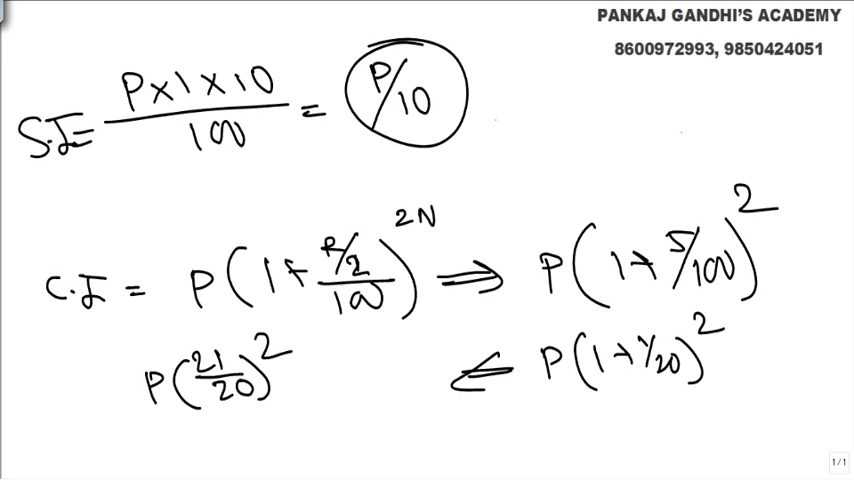 PANKAJ GANDHI'S ACADEMY
8600972993, 9850424051
S.I = P×1×10/100 = P/10
C.I = P(1+R/2/100)^2N ⇒ P(1+5/100)^2
P(21/20)^2 ⇐ P(1+1/20)^2
1/1